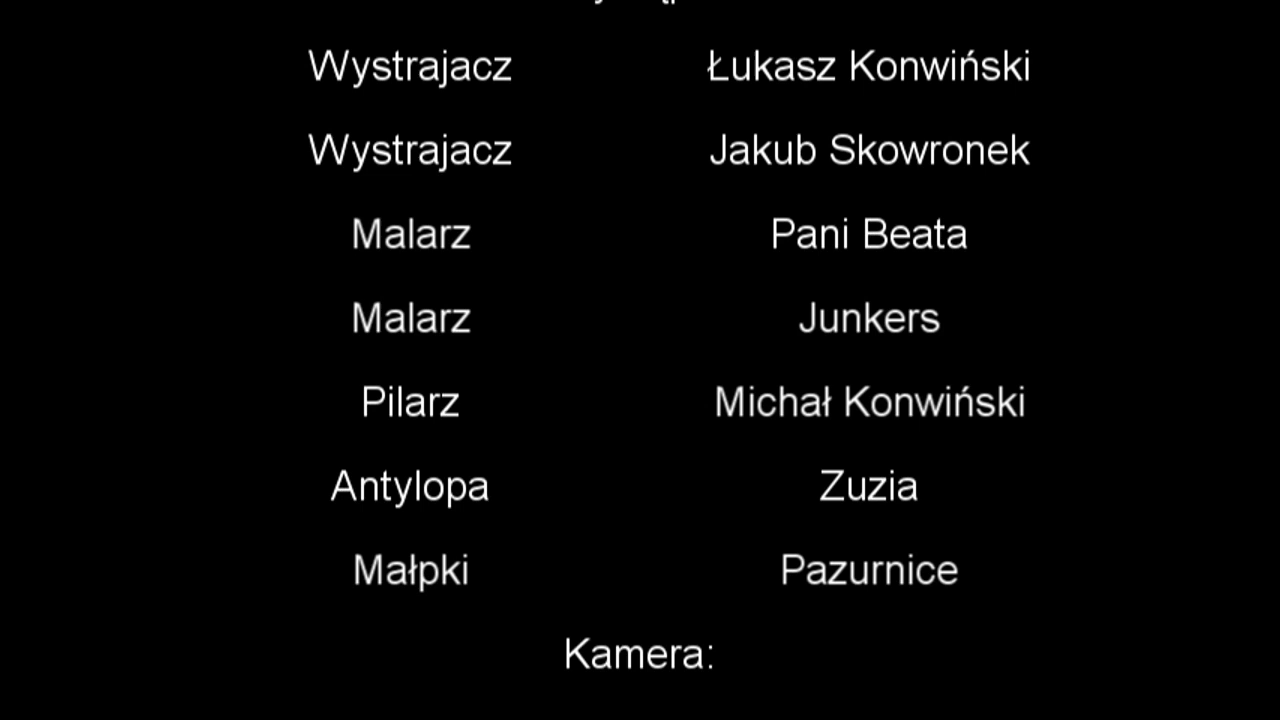 Wystrajacz Łukasz Konwiński
Wystrajacz Jakub Skowronek
Malarz Pani Beata
Malarz Junkers
Pilarz Michał Konwiński
Antylopa Zuzia
Małpki Pazurnice
Kamera: